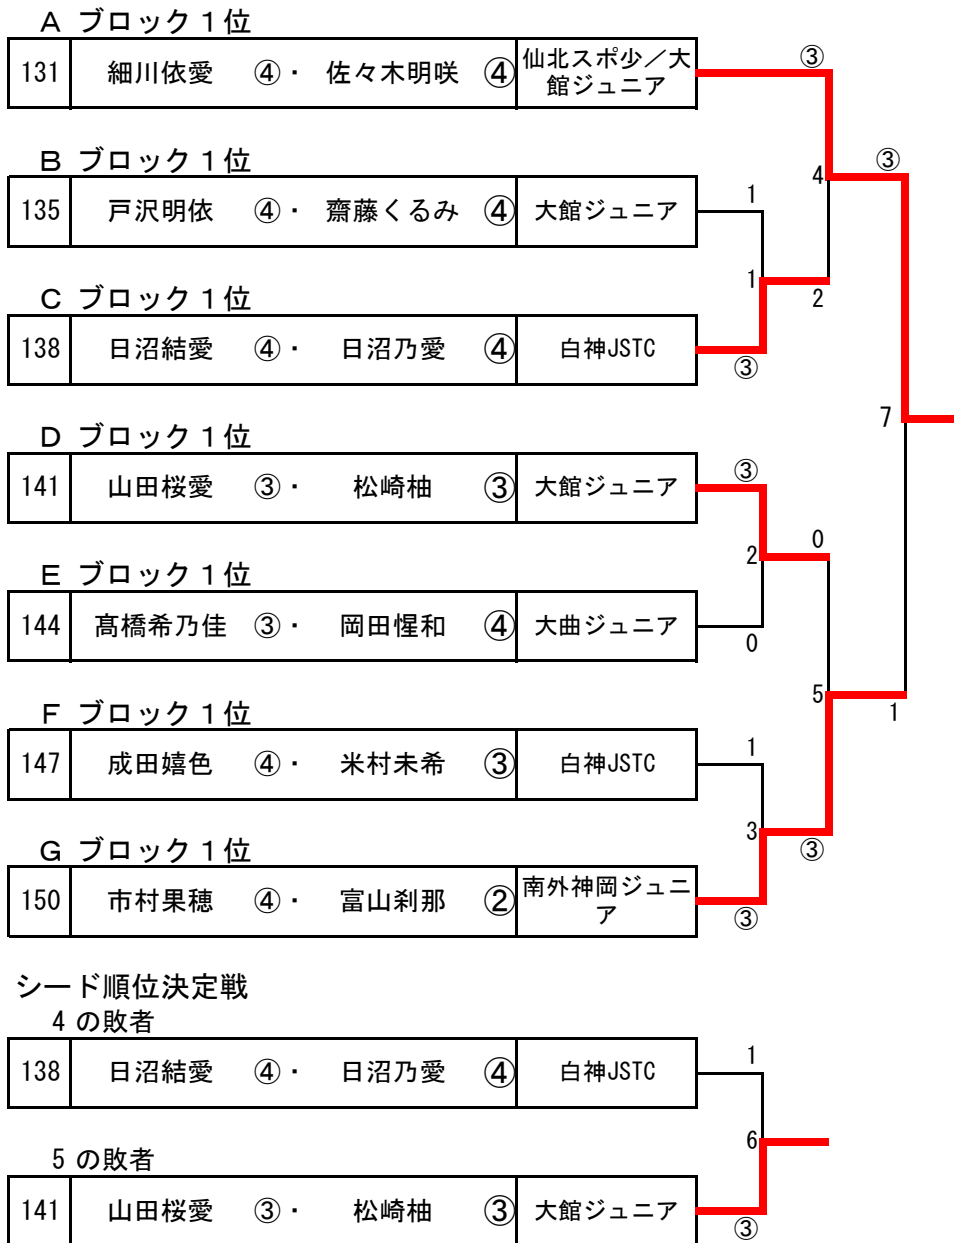 A ブロック１位
131 細川依愛 ④・ 佐々木明咲 ④ 仙北スポ少／大
館ジュニア
③
4
③
B ブロック１位
135 戸沢明依 ④・ 齋藤くるみ ④ 大館ジュニア
1
1
2
C ブロック１位
138 日沼結愛 ④・ 日沼乃愛 ④ 白神JSTC
③
7
D ブロック１位
141 山田桜愛 ③・ 松崎柚 ③ 大館ジュニア
③
2
0
E ブロック１位
144 髙橋希乃佳 ③・ 岡田惺和 ④ 大曲ジュニア
0
5
1
F ブロック１位
147 成田嬉色 ④・ 米村未希 ③ 白神JSTC
1
3
③
G ブロック１位
150 市村果穂 ④・ 富山刹那 ② 南外神岡ジュニ
ア
③
シード順位決定戦
4 の敗者
138 日沼結愛 ④・ 日沼乃愛 ④ 白神JSTC
1
6
5 の敗者
141 山田桜愛 ③・ 松崎柚 ③ 大館ジュニア
③